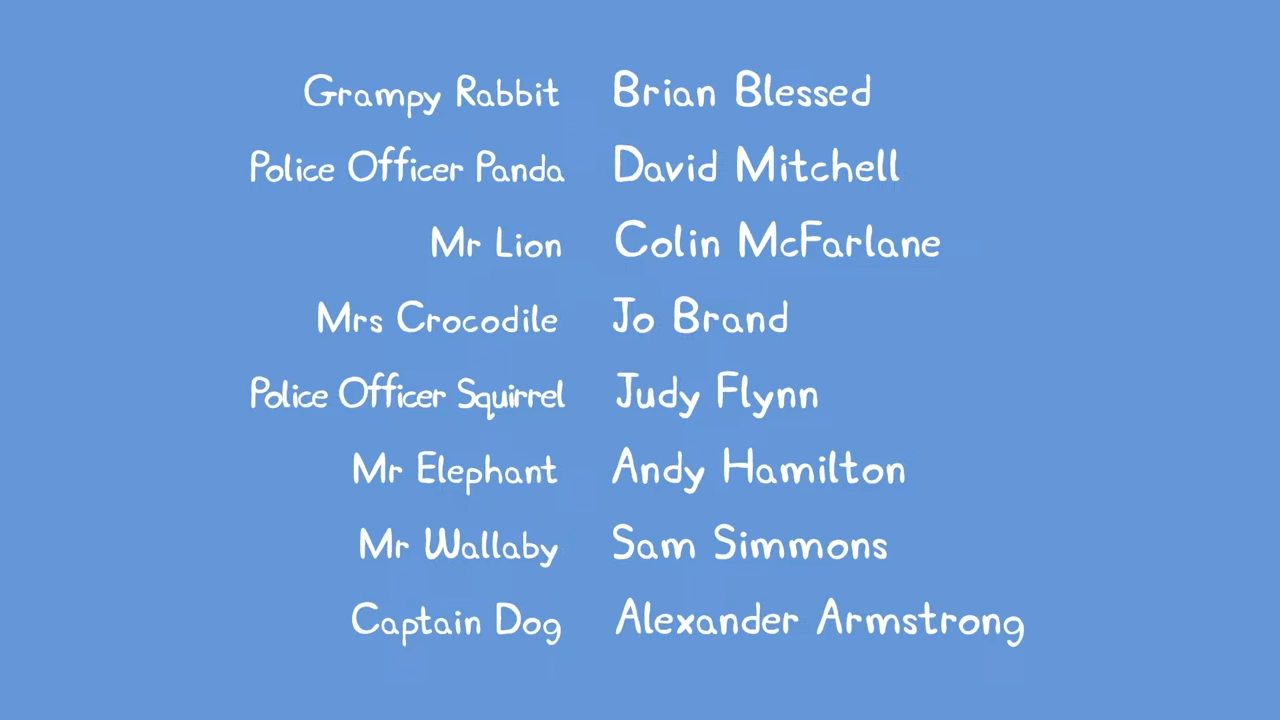 Grampy Rabbit Brian Blessed
Police Officer Panda David Mitchell
Mr Lion Colin McFarlane
Mrs Crocodile Jo Brand
Police Officer Squirrel Judy Flynn
Mr Elephant Andy Hamilton
Mr Wallaby Sam Simmons
Captain Dog Alexander Armstrong